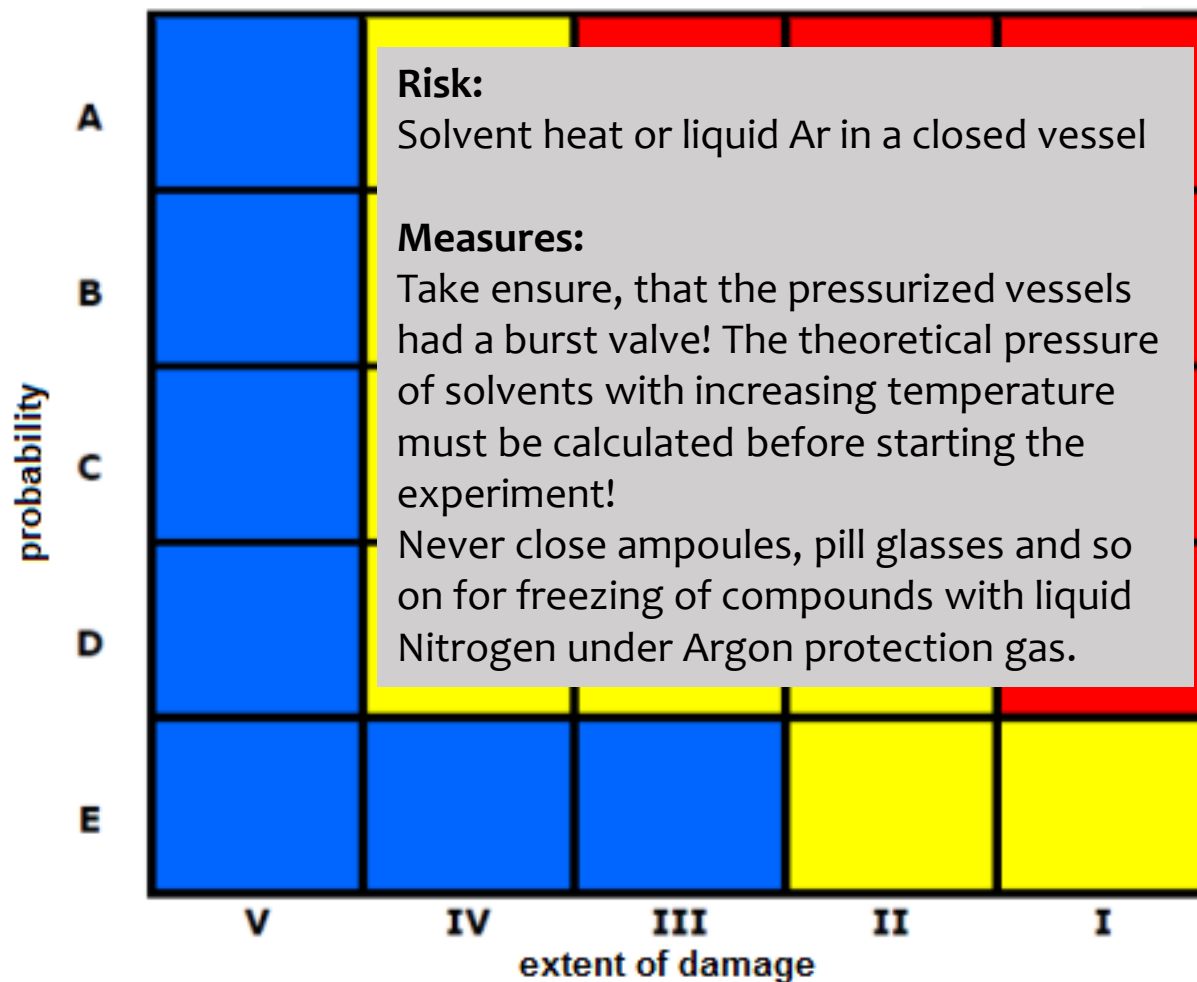 A
B
C
D
E
probability
Risk:
Solvent heat or liquid Ar in a closed vessel
Measures:
Take ensure, that the pressurized vessels
had a burst valve! The theoretical pressure
of solvents with increasing temperature
must be calculated before starting the
experiment!
Never close ampoules, pill glasses and so
on for freezing of compounds with liquid
Nitrogen under Argon protection gas.
V IV III II I
extent of damage